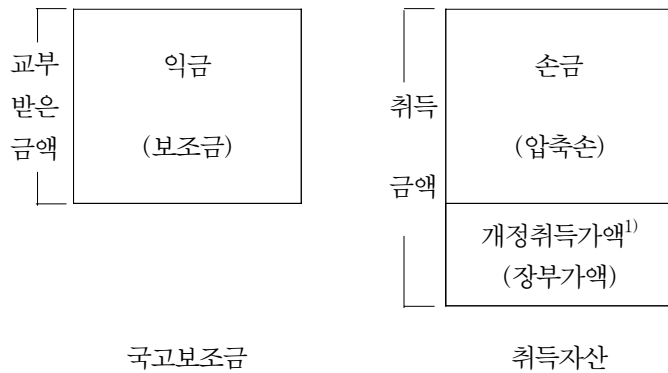 교부
받은
금액
익금
(보조금)
국고보조금
취득
금액
손금
(압축손)
개정취득가액1)
(장부가액)
취득자산